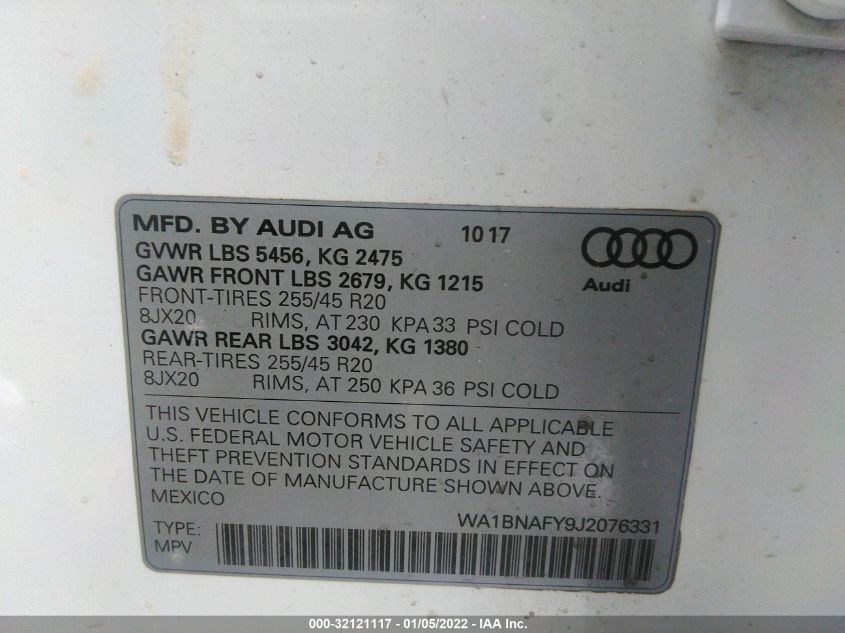 MFD. BY AUDI AG 10 17
GVWR LBS 5456, KG 2475
GAWR FRONT LBS 2679, KG 1215
Audi
FRONT-TIRES 255/45 R20
8JX20 RIMS, AT 230 KPA 33 PSI COLD
GAWR REAR LBS 3042, KG 1380
REAR-TIRES 255/45 R20
8JX20 RIMS, AT 250 KPA 36 PSI COLD
THIS VEHICLE CONFORMS TO ALL APPLICABLE
U.S. FEDERAL MOTOR VEHICLE SAFETY AND
THEFT PREVENTION STANDARDS IN EFFECT ON
THE DATE OF MANUFACTURE SHOWN ABOVE.
MEXICO
WA1BNAFY9J2076331
TYPE:
MPV
000-32121117 - 01/05/2022 - IAA Inc.